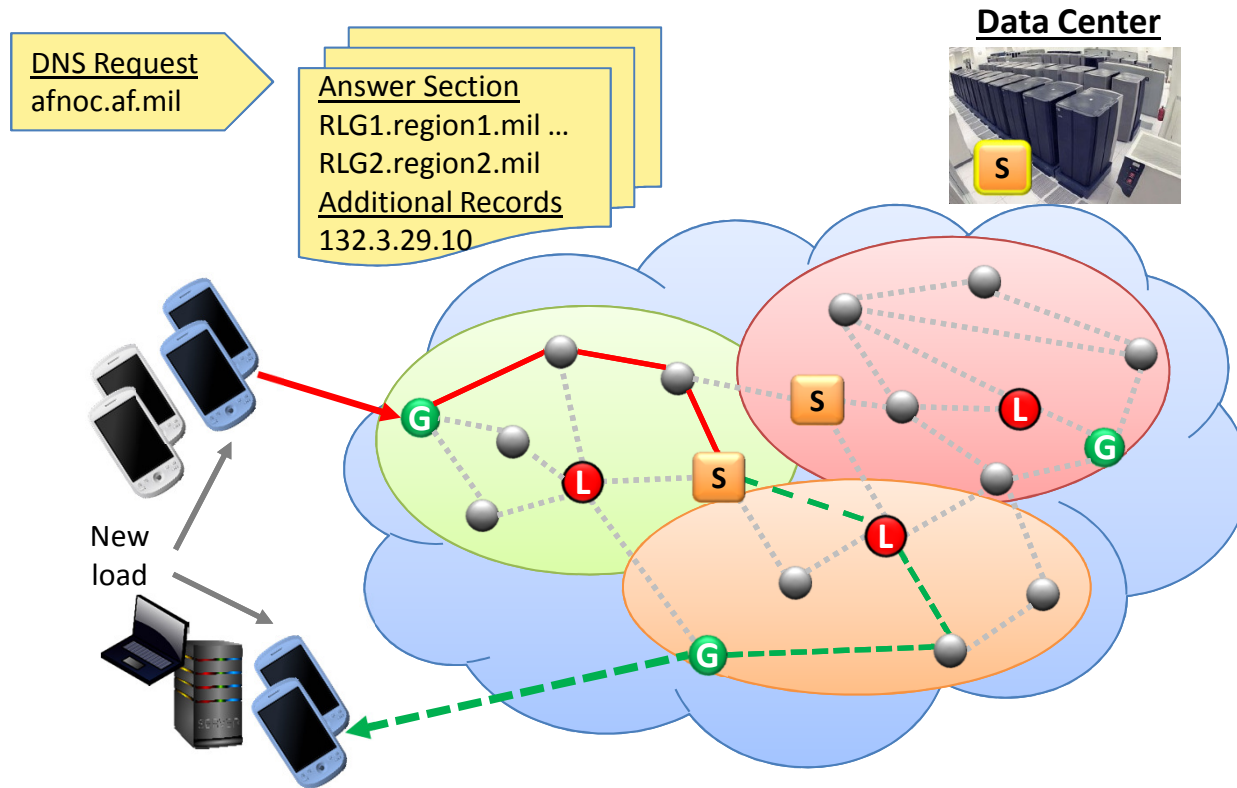 DNS Request
afnoc.af.mil
Answer Section
RLG1.region1.mil ...
RLG2.region2.mil
Additional Records
132.3.29.10
Data Center
S
G
L
S
S
L
G
L
G
New
load